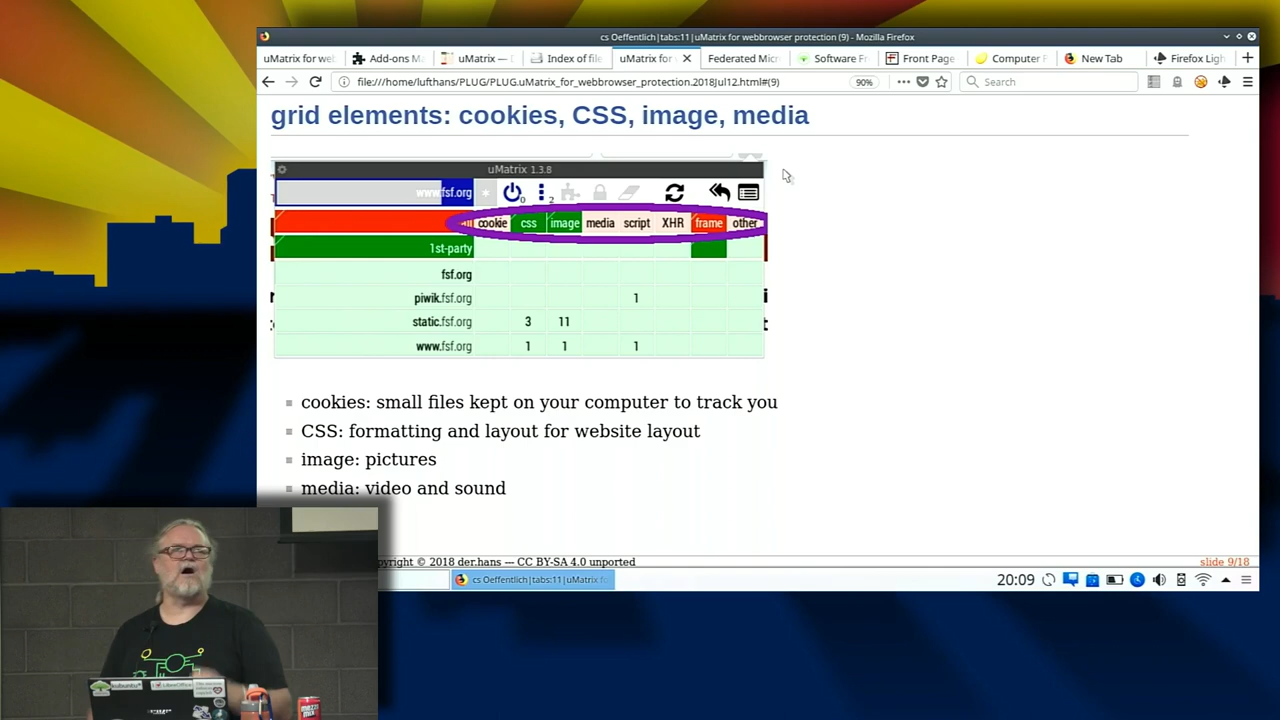 cs Oeffentlich|tabs:11|uMatrix for webbrowser protection (9) - Mozilla Firefox
uMatrix for we Add-ons M uMatrix — Index of file uMatrix for Federated Micr Software Fr Front Page Computer F New Tab Firefox Ligh
file:///home/lufthans/PLUG/PLUG.uMatrix_for_webbrowser_protection.2018Jul12.html#(9) 90% Search
grid elements: cookies, CSS, image, media
uMatrix 1.3.8
www.fsf.org 0 2
cookie css image media script XHR frame other
1st-party
fsf.org
piwik.fsf.org 1
static.fsf.org 3 11
www.fsf.org 1 1 1
cookies: small files kept on your computer to track you
CSS: formatting and layout for website layout
image: pictures
media: video and sound
pyright © 2018 der.hans — CC BY-SA 4.0 unported slide 9/18
cs Oeffentlich|tabs:11|uMatrix fo 20:09
kubuntu LibreOffice